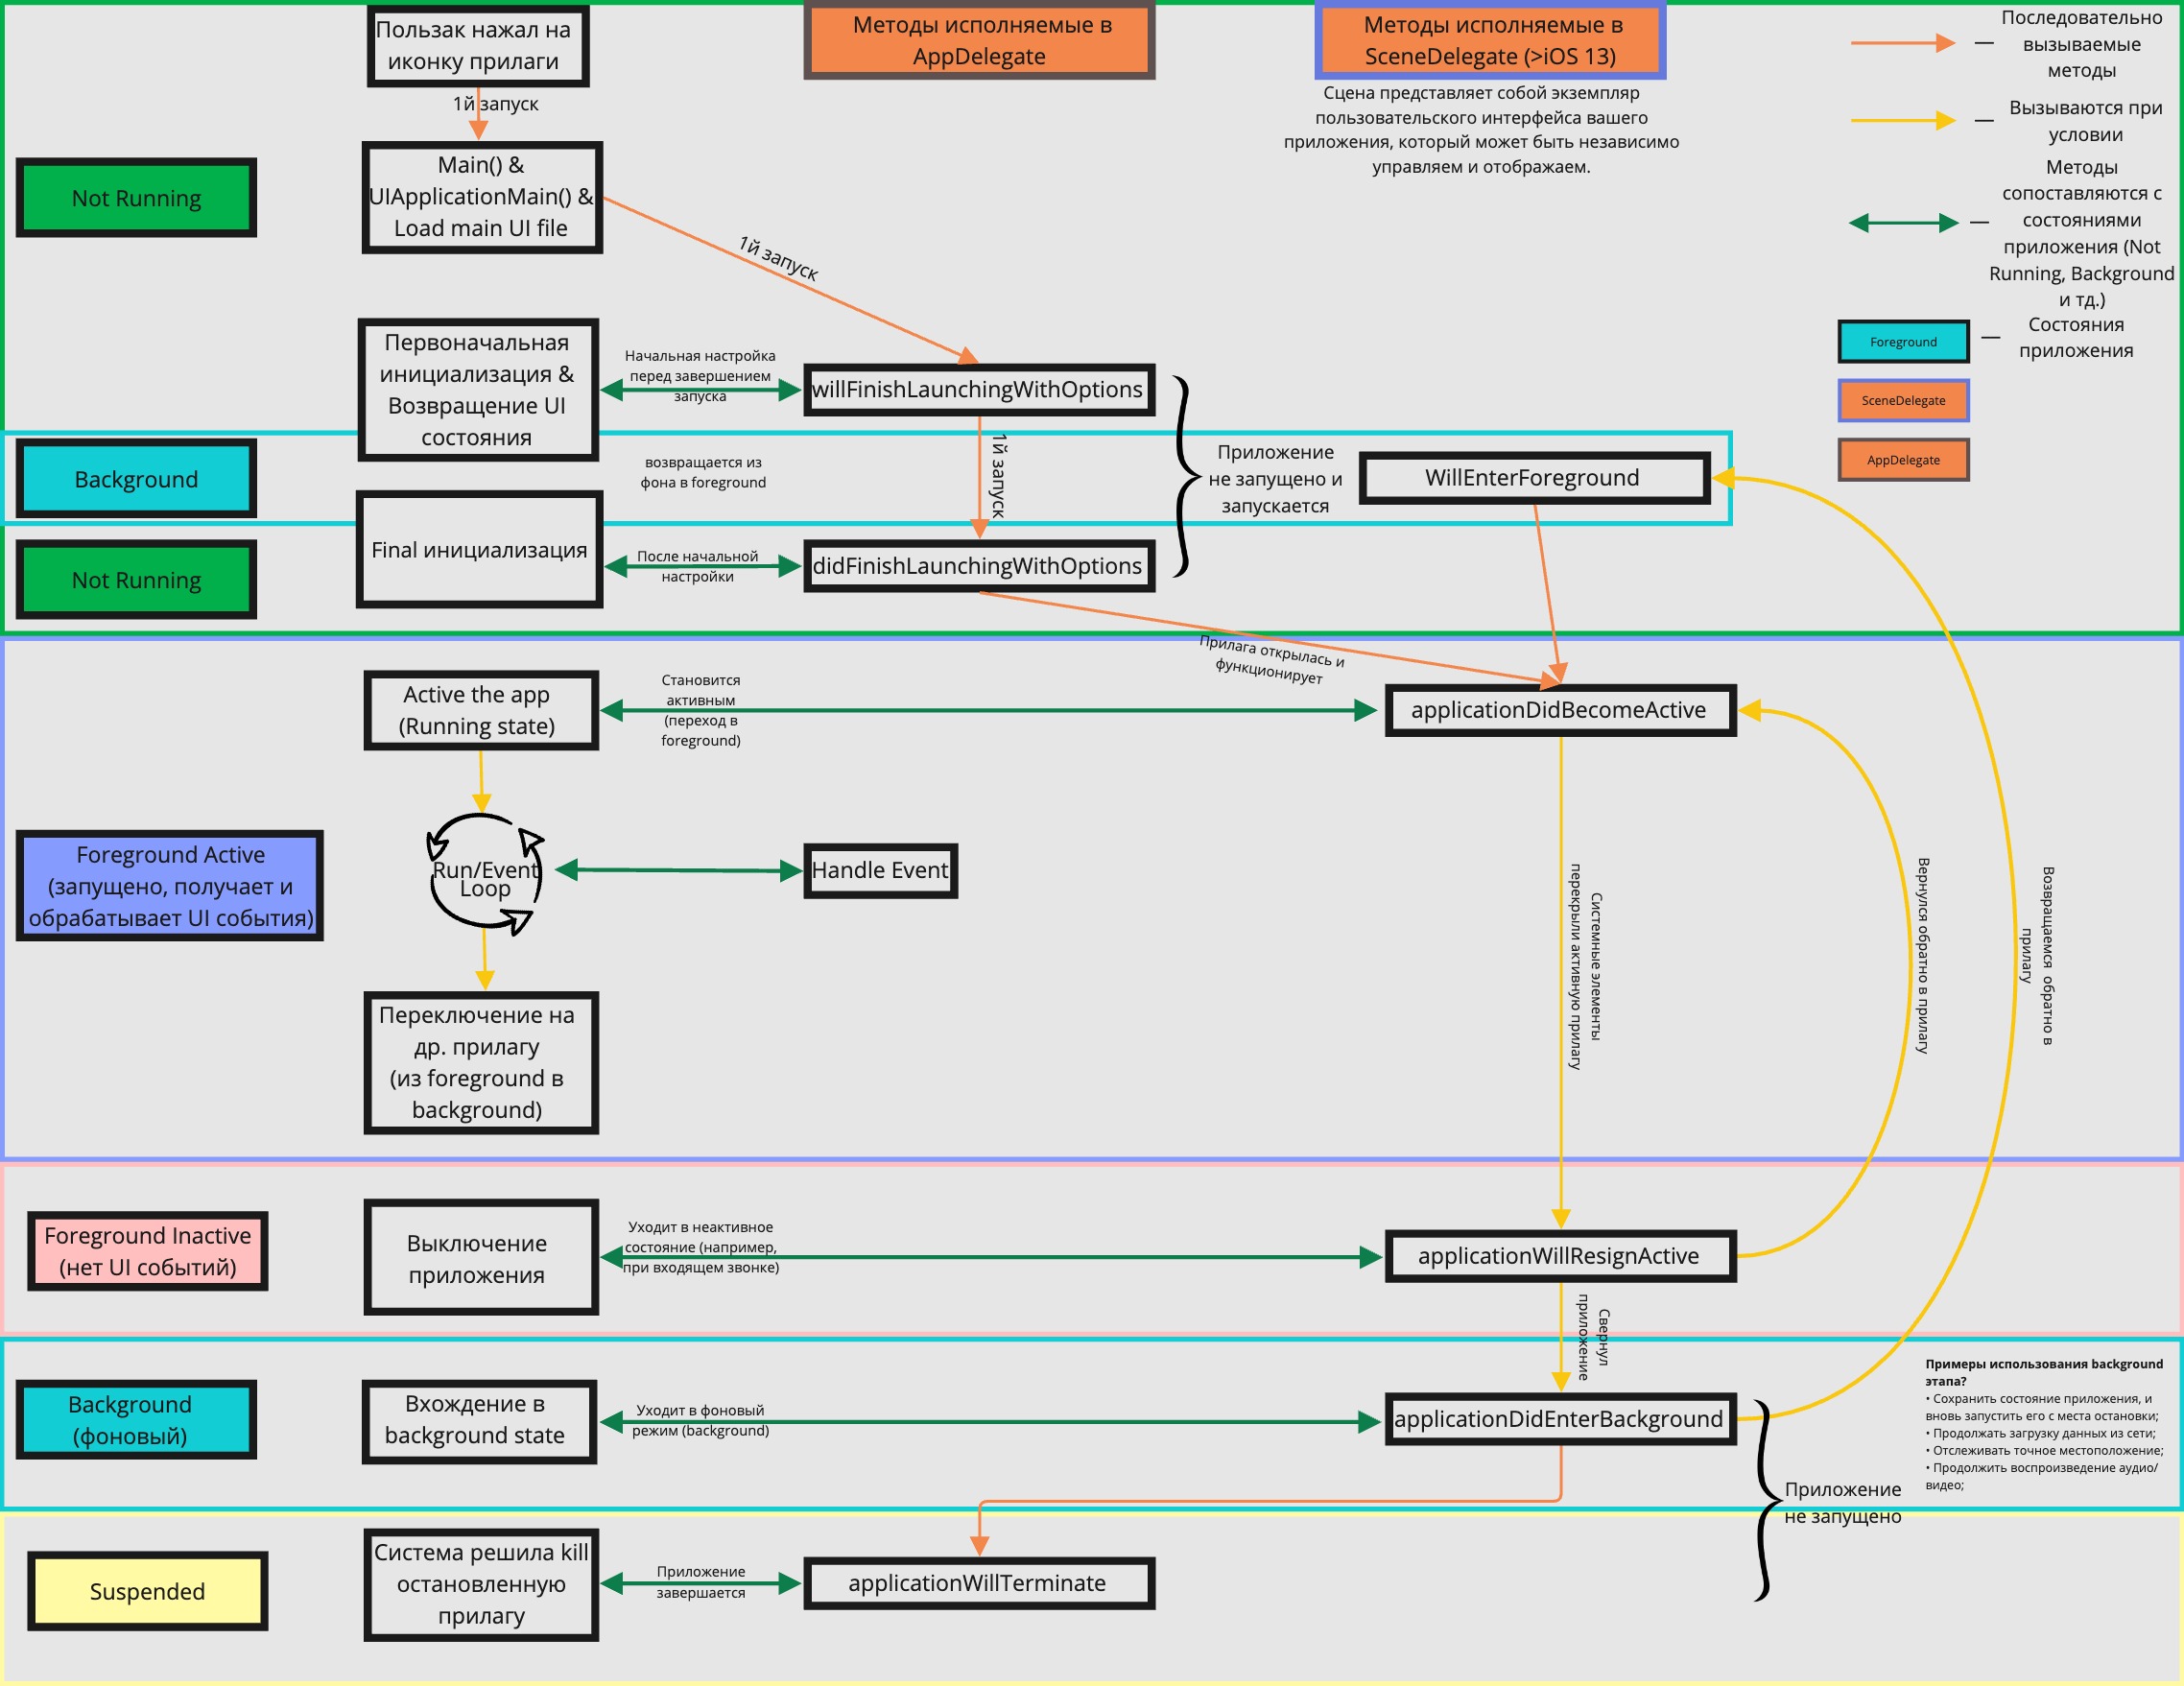 Пользак нажал на
иконку прилаги
Методы исполняемые в
AppDelegate
Методы исполняемые в
SceneDelegate (>iOS 13)
Сцена представляет собой экземпляр
пользовательского интерфейса вашего
приложения, который может быть независимо
управляем и отображаем.
—
Последовательно
вызываемые
методы
—
Вызываются при
условии
—
Методы
сопоставляются с
состояниями
приложения (Not
Running, Background
и тд.)
Foreground
—
Состояния
приложения
SceneDelegate
AppDelegate
1й запуск
Not Running
Main() &
UIApplicationMain() &
Load main UI file
1й запуск
Первоначальная
инициализация &
Возвращение UI
состояния
Начальная настройка
перед завершением
запуска
willFinishLaunchingWithOptions
1й запуск
Приложение
не запущено и
запускается
Background
возвращается из
фона в foreground
WillEnterForeground
Not Running
Final инициализация
После начальной
настройки
didFinishLaunchingWithOptions
Прилага открылась и
функционирует
Active the app
(Running state)
Становится
активным
(переход в
foreground)
applicationDidBecomeActive
Foreground Active
(запущено, получает и
обрабатывает UI события)
Run/Event
Loop
Handle Event
Системные элементы
перекрыли активную прилагу
Вернулся обратно в прилагу
Возвращаемся обратно в
прилагу
Переключение на
др. прилагу
(из foreground в
background)
Foreground Inactive
(нет UI событий)
Выключение
приложения
Уходит в неактивное
состояние (например,
при входящем звонке)
applicationWillResignActive
Свернул
приложение
Background
(фоновый)
Вхождение в
background state
Уходит в фоновый
режим (background)
applicationDidEnterBackground
Примеры использования background
этапа?
• Сохранить состояние приложения, и
вновь запустить его с места остановки;
• Продолжать загрузку данных из сети;
• Отслеживать точное местоположение;
• Продолжить воспроизведение аудио/
видео;
Приложение
не запущено
Suspended
Система решила kill
остановленную
прилагу
Приложение
завершается
applicationWillTerminate